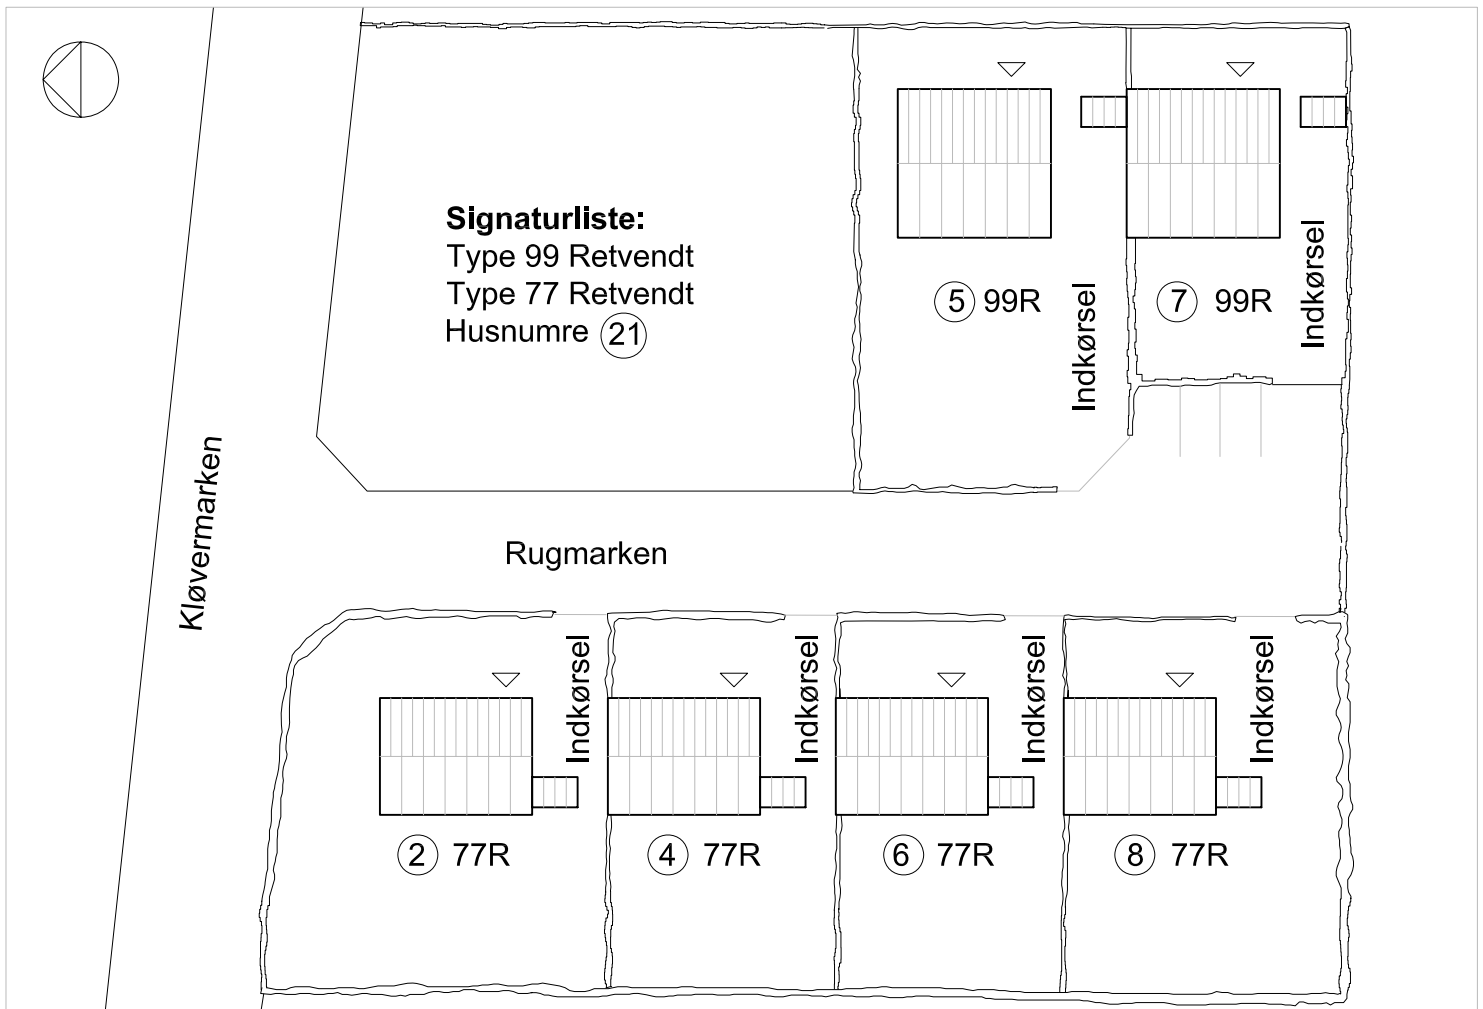 Signaturliste:
Type 99 Retvendt
Type 77 Retvendt
Husnumre 21
5 99R
Indkørsel
7 99R
Indkørsel
Kløvermarken
Rugmarken
Indkørsel
Indkørsel
Indkørsel
Indkørsel
2 77R
4 77R
6 77R
8 77R